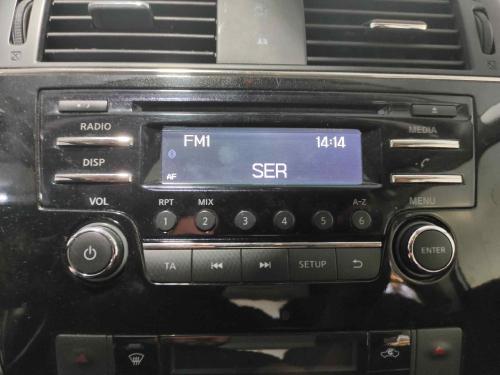 RADIO
FM1 14:14
MEDIA
DISP
AF
SER
VOL
RPT MIX A-Z
MENU
1 2 3 4 5 6
TA SETUP
ENTER